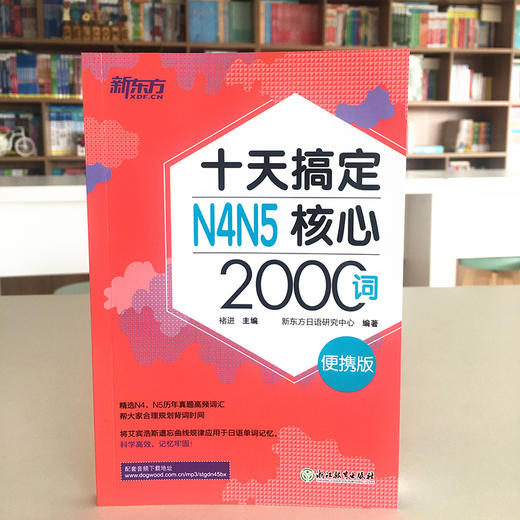 新东方
XDF.CN
十天搞定
N4N5 核心
2000词
褚进 主编 新东方日语研究中心 编著
便携版
精选N4、N5历年真题高频词汇
帮大家合理规划背词时间
将艾宾浩斯遗忘曲线规律应用于日语单词记忆，
科学高效，记忆牢固！
配套音频下载地址
www.dogwood.com.cn/mp3/stgdn45bx
浙江教育出版社